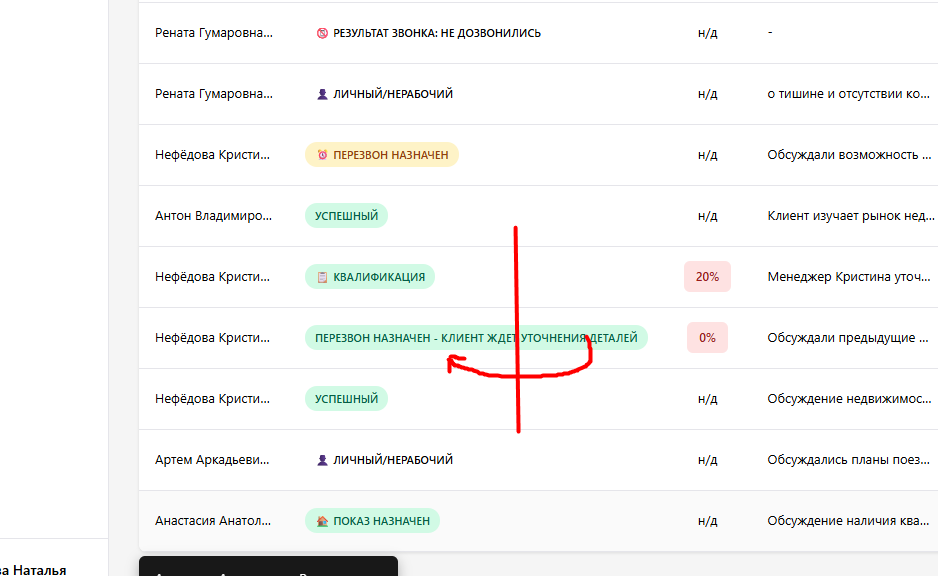 Рената Гумаровна... РЕЗУЛЬТАТ ЗВОНКА: НЕ ДОЗВОНИЛИСЬ н/д -
Рената Гумаровна... ЛИЧНЫЙ/НЕРАБОЧИЙ н/д о тишине и отсутствии ко...
Нефёдова Кристи... ПЕРЕЗВОН НАЗНАЧЕН н/д Обсуждали возможность ...
Антон Владимиро... УСПЕШНЫЙ н/д Клиент изучает рынок нед...
Нефёдова Кристи... КВАЛИФИКАЦИЯ 20% Менеджер Кристина уточ...
Нефёдова Кристи... ПЕРЕЗВОН НАЗНАЧЕН - КЛИЕНТ ЖДЕТ УТОЧНЕНИЯ ДЕТАЛЕЙ 0% Обсуждали предыдущие ...
Нефёдова Кристи... УСПЕШНЫЙ н/д Обсуждение недвижимос...
Артем Аркадьеви... ЛИЧНЫЙ/НЕРАБОЧИЙ н/д Обсуждались планы поез...
Анастасия Анатол... ПОКАЗ НАЗНАЧЕН н/д Обсуждение наличия ква...
ва Наталья